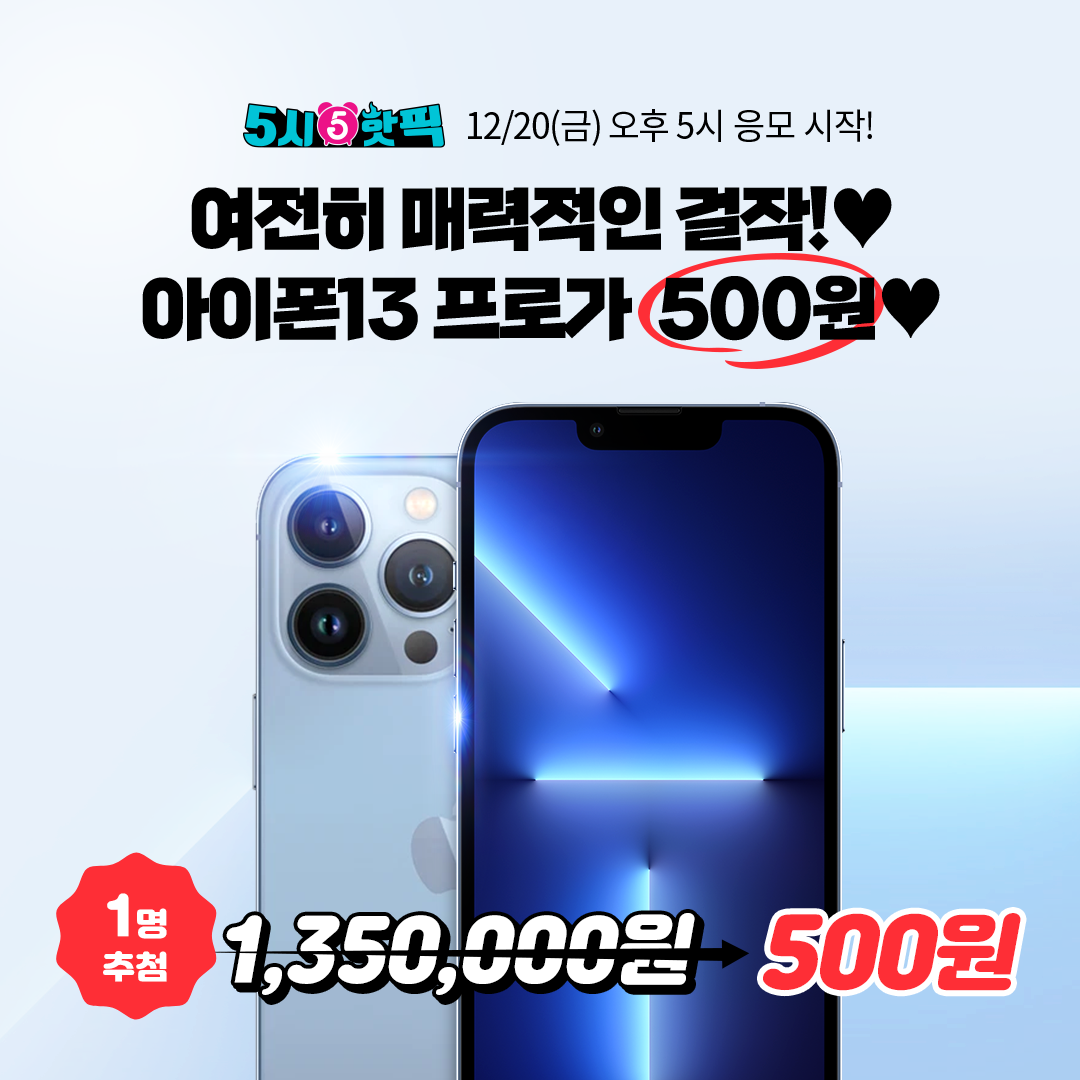 5시 5 핫픽 12/20(금) 오후 5시 응모 시작!
여전히 매력적인 걸작!♥
아이폰13 프로가 500원♥
1명
추첨
1,350,000원 → 500원